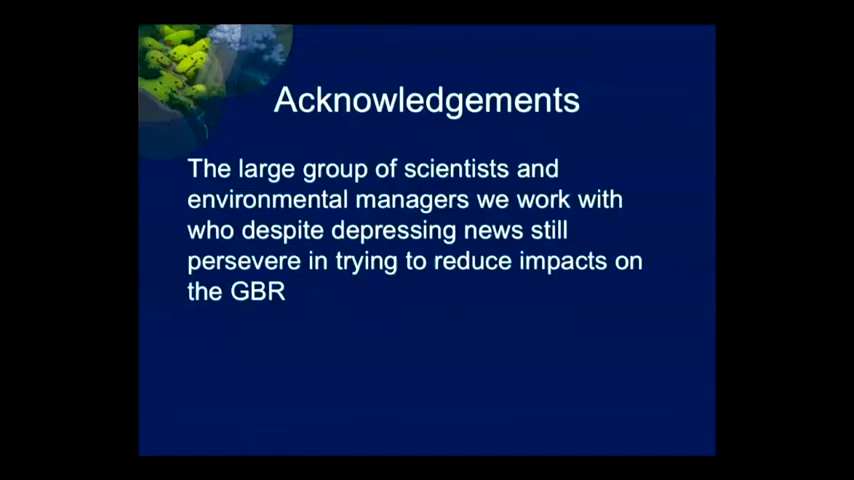 Acknowledgements
The large group of scientists and
environmental managers we work with
who despite depressing news still
persevere in trying to reduce impacts on
the GBR